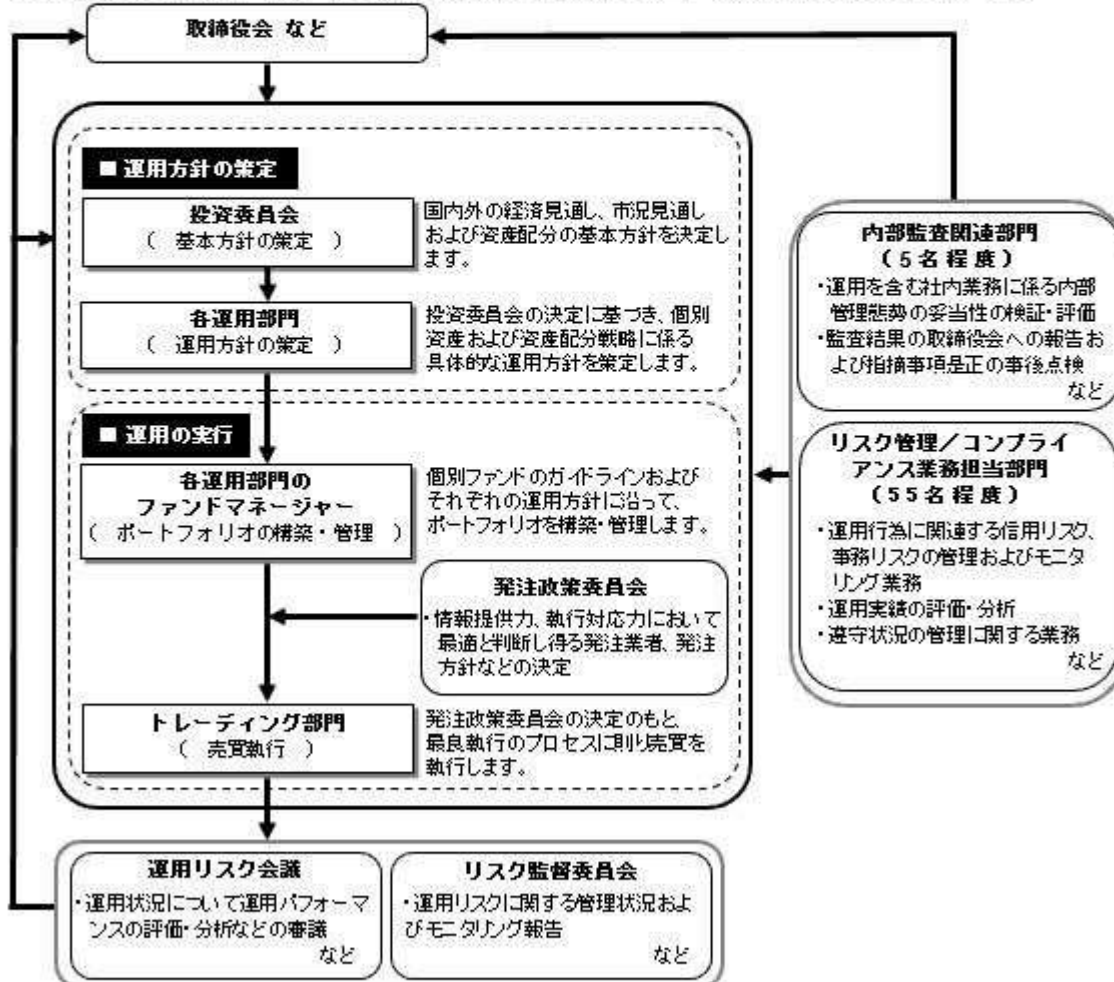 取締役会 など
■ 運用方針の策定
投資委員会
( 基本方針の策定 )
国内外の経済見通し、市況見通し
および資産配分の基本方針を決定し
ます。
各運用部門
( 運用方針の策定 )
投資委員会の決定に基づき、個別
資産および資産配分戦略に係る
具体的な運用方針を策定します。
■ 運用の実行
各運用部門の
ファンドマネージャー
( ポートフォリオの構築・管理 )
個別ファンドのガイドラインおよび
それぞれの運用方針に沿って、
ポートフォリオを構築・管理します。
発注政策委員会
・情報提供力、執行対応力において
最適と判断し得る発注業者、発注
方針などの決定
トレーディング部門
( 売買執行 )
発注政策委員会の決定のもと
最良執行のプロセスに則り売買を
執行します。
内部監査関連部門
(5名程度)
・運用を含む社内業務に係る内部
管理態勢の妥当性の検証・評価
・監査結果の取締役会への報告お
よび指摘事項是正の事後点検
など
リスク管理/コンプライ
アンス業務担当部門
(55名程度)
・運用行為に関連する信用リスク、
事務リスクの管理およびモニタ
リング業務
・運用実績の評価・分析
・遵守状況の管理に関する業務
など
運用リスク会議
・運用状況について運用パフォーマ
ンスの評価・分析などの審議
など
リスク監督委員会
・運用リスクに関する管理状況およ
びモニタリング報告
など